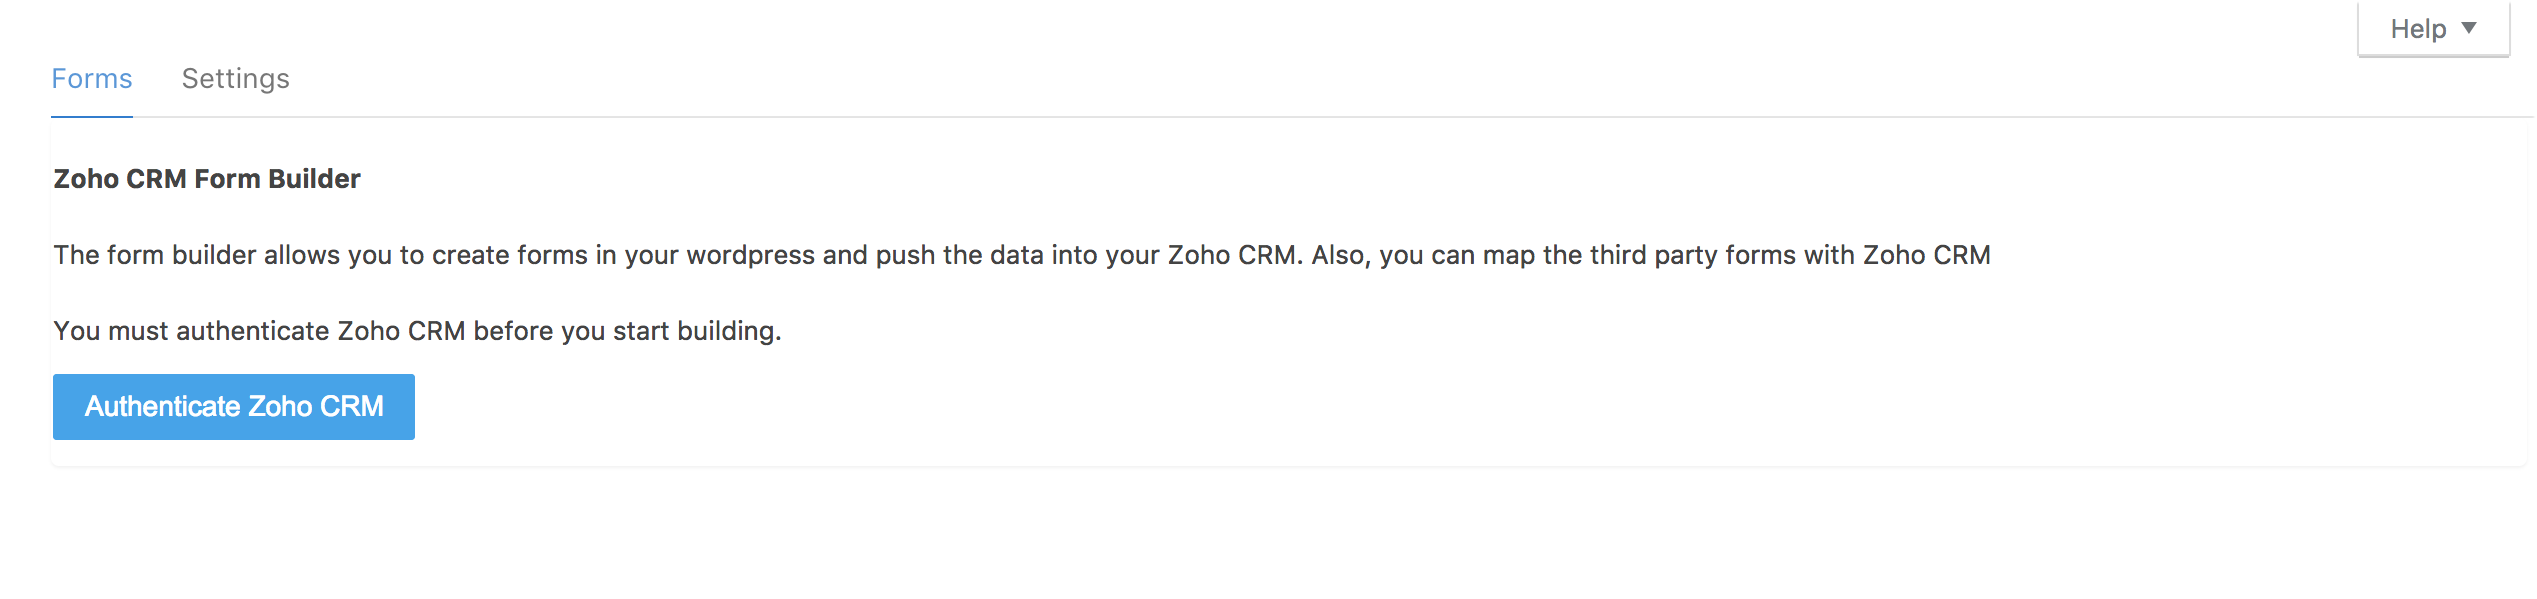 Help ▼
Forms Settings
Zoho CRM Form Builder
The form builder allows you to create forms in your wordpress and push the data into your Zoho CRM. Also, you can map the third party forms with Zoho CRM
You must authenticate Zoho CRM before you start building.
Authenticate Zoho CRM